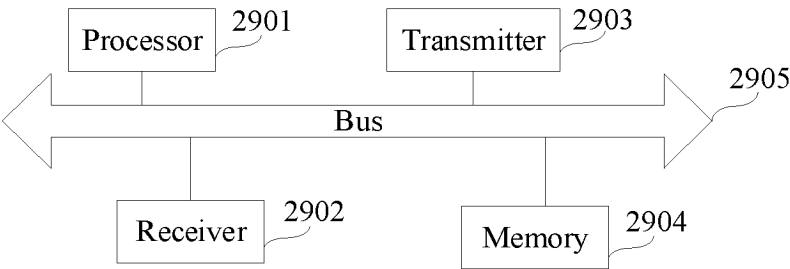 Processor 2901
Transmitter 2903
2905
Bus
Receiver 2902
Memory 2904